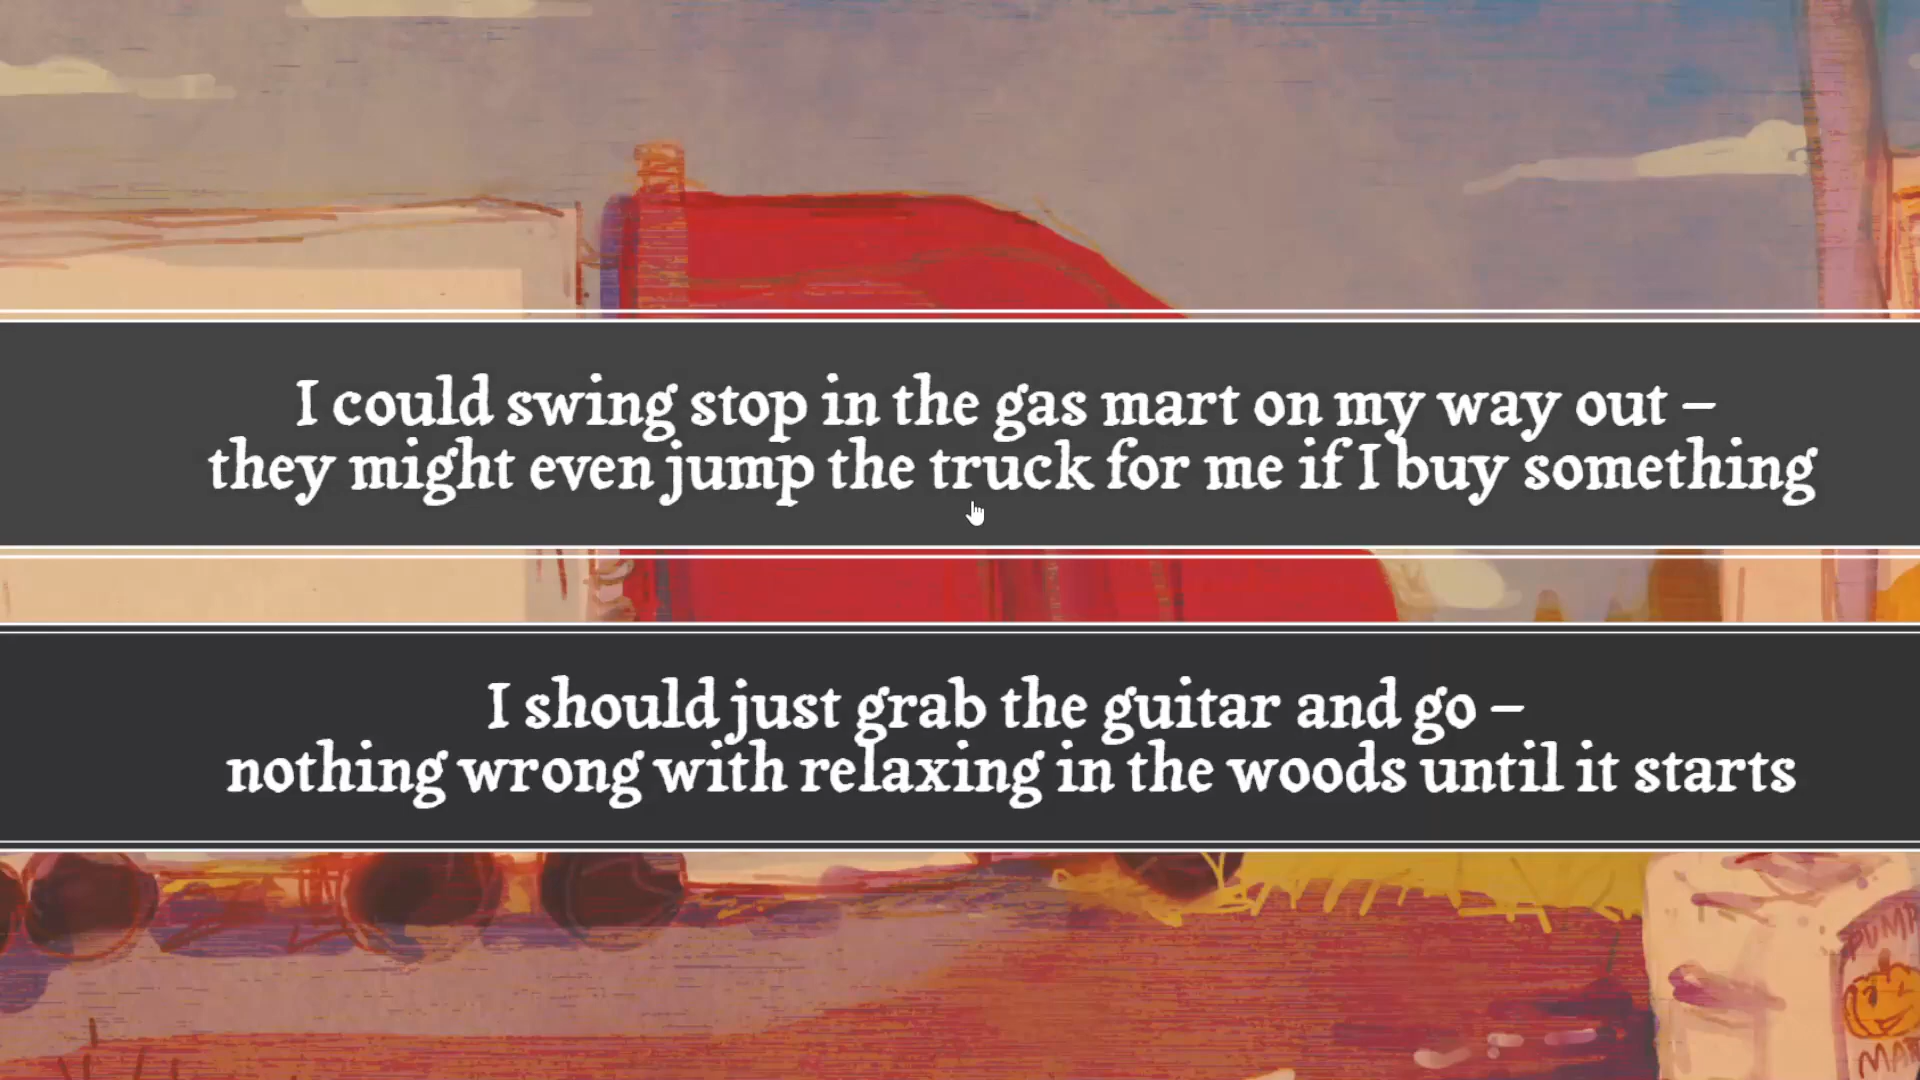 I could swing stop in the gas mart on my way out –
they might even jump the truck for me if I buy something
I should just grab the guitar and go –
nothing wrong with relaxing in the woods until it starts